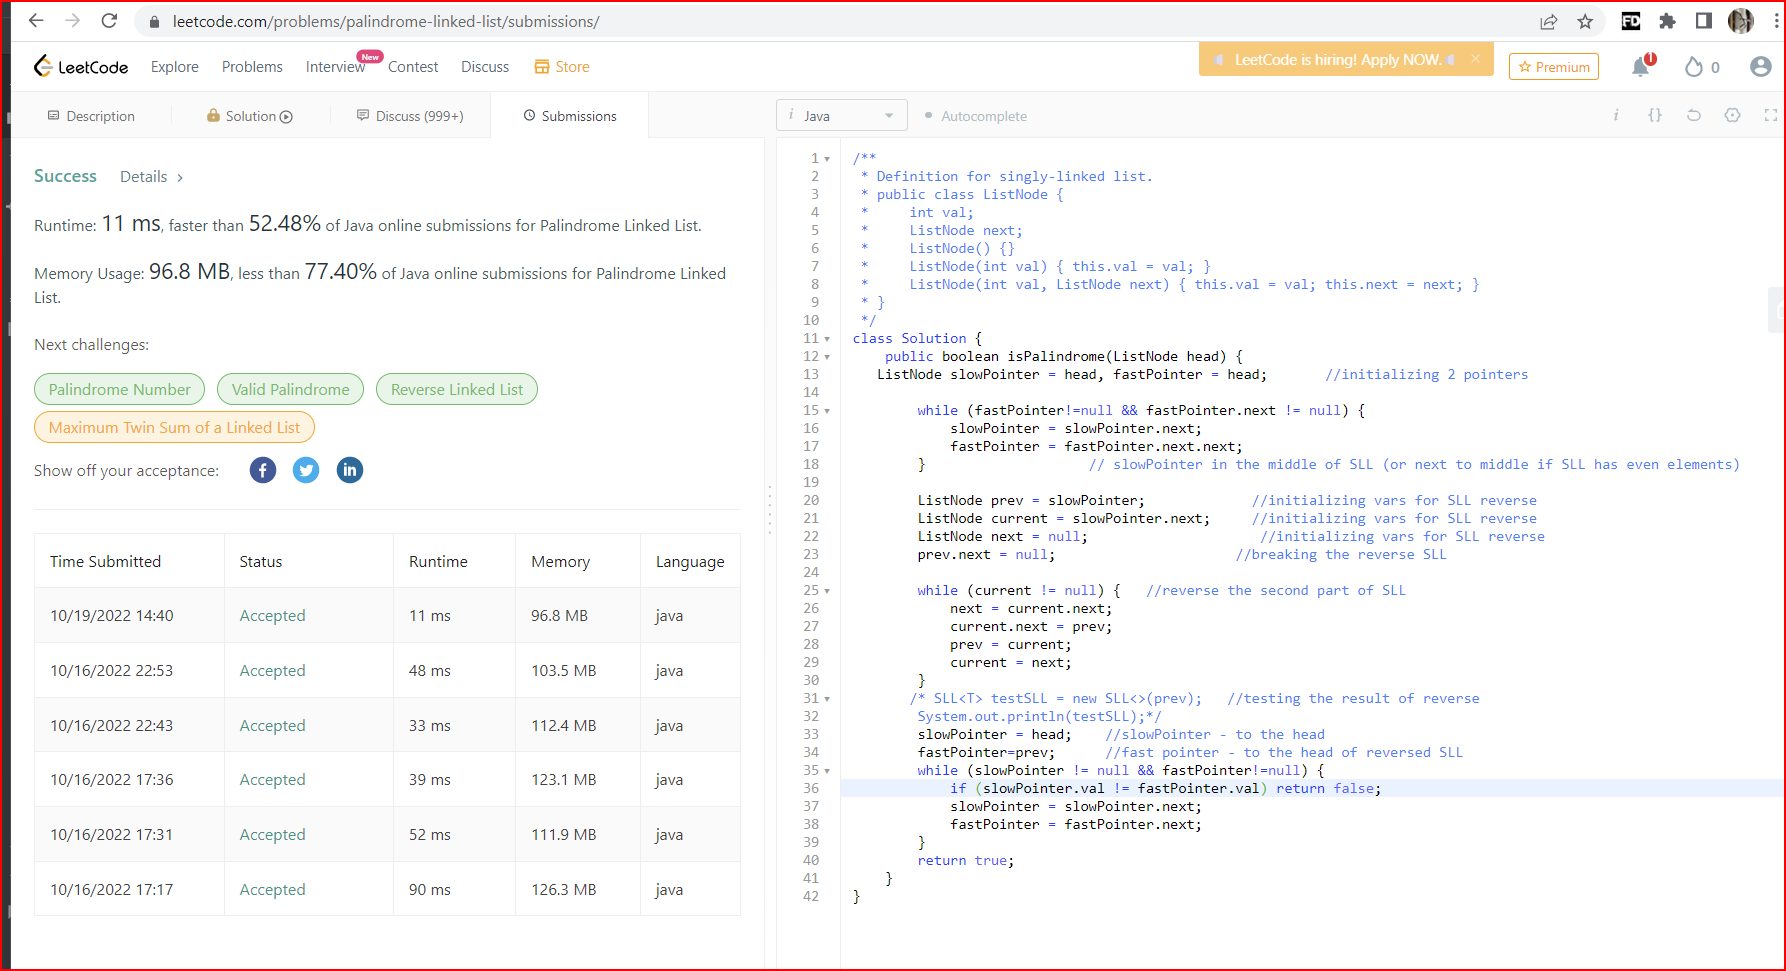 leetcode.com/problems/palindrome-linked-list/submissions/
FD
LeetCode
Explore
Problems
Interview
New
Contest
Discuss
Store
LeetCode is hiring! Apply NOW.
Premium
1
0
Description
Solution
Discuss (999+)
Submissions
i Java
Autocomplete
i
{}
Success
Details >
Runtime: 11 ms, faster than 52.48% of Java online submissions for Palindrome Linked List.
Memory Usage: 96.8 MB, less than 77.40% of Java online submissions for Palindrome Linked
List.
Next challenges:
Palindrome Number
Valid Palindrome
Reverse Linked List
Maximum Twin Sum of a Linked List
Show off your acceptance:
Time Submitted Status Runtime Memory Language
10/19/2022 14:40 Accepted 11 ms 96.8 MB java
10/16/2022 22:53 Accepted 48 ms 103.5 MB java
10/16/2022 22:43 Accepted 33 ms 112.4 MB java
10/16/2022 17:36 Accepted 39 ms 123.1 MB java
10/16/2022 17:31 Accepted 52 ms 111.9 MB java
10/16/2022 17:17 Accepted 90 ms 126.3 MB java
1 /**
2 * Definition for singly-linked list.
3 * public class ListNode {
4 * int val;
5 * ListNode next;
6 * ListNode() {}
7 * ListNode(int val) { this.val = val; }
8 * ListNode(int val, ListNode next) { this.val = val; this.next = next; }
9 * }
10 */
11 class Solution {
12 public boolean isPalindrome(ListNode head) {
13 ListNode slowPointer = head, fastPointer = head; //initializing 2 pointers
14
15 while (fastPointer!=null && fastPointer.next != null) {
16 slowPointer = slowPointer.next;
17 fastPointer = fastPointer.next.next;
18 } // slowPointer in the middle of SLL (or next to middle if SLL has even elements)
19
20 ListNode prev = slowPointer; //initializing vars for SLL reverse
21 ListNode current = slowPointer.next; //initializing vars for SLL reverse
22 ListNode next = null; //initializing vars for SLL reverse
23 prev.next = null; //breaking the reverse SLL
24
25 while (current != null) { //reverse the second part of SLL
26 next = current.next;
27 current.next = prev;
28 prev = current;
29 current = next;
30 }
31 /* SLL<T> testSLL = new SLL<>(prev); //testing the result of reverse
32 System.out.println(testSLL);*/
33 slowPointer = head; //slowPointer - to the head
34 fastPointer=prev; //fast pointer - to the head of reversed SLL
35 while (slowPointer != null && fastPointer!=null) {
36 if (slowPointer.val != fastPointer.val) return false;
37 slowPointer = slowPointer.next;
38 fastPointer = fastPointer.next;
39 }
40 return true;
41 }
42 }